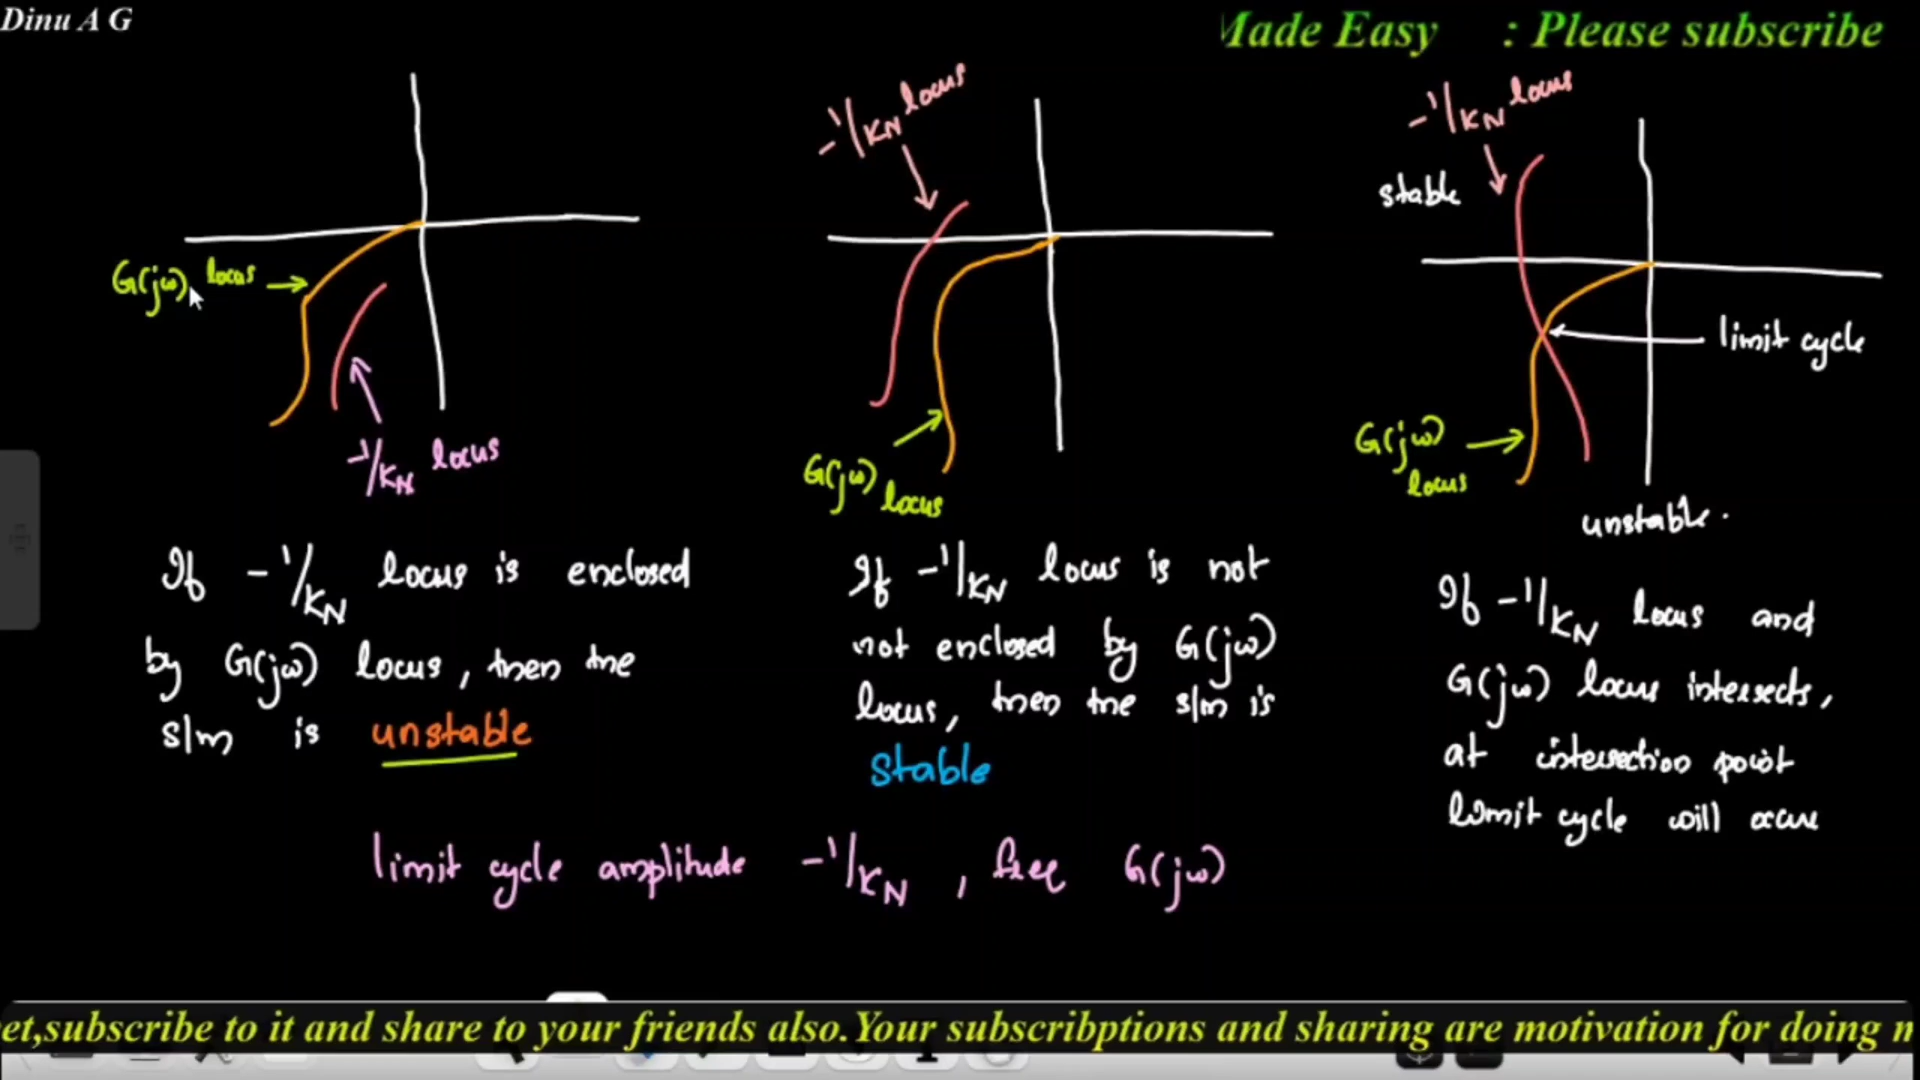 Dinu A G
Made Easy : Please subscribe
G(jω) locus
-1/KN locus
-1/KN locus
G(jω) locus
-1/KN locus
stable
limit cycle
G(jω)
locus
unstable.
If -1/KN locus is enclosed
by G(jω) locus, then the
s/m is unstable
If -1/KN locus is not
not enclosed by G(jω)
locus, then the s/m is
stable
If -1/KN locus and
G(jω) locus intersects,
at intersection point
limit cycle will occur
limit cycle amplitude -1/KN, freq G(jω)
et,subscribe to it and share to your friends also.Your subscribptions and sharing are motivation for doing m